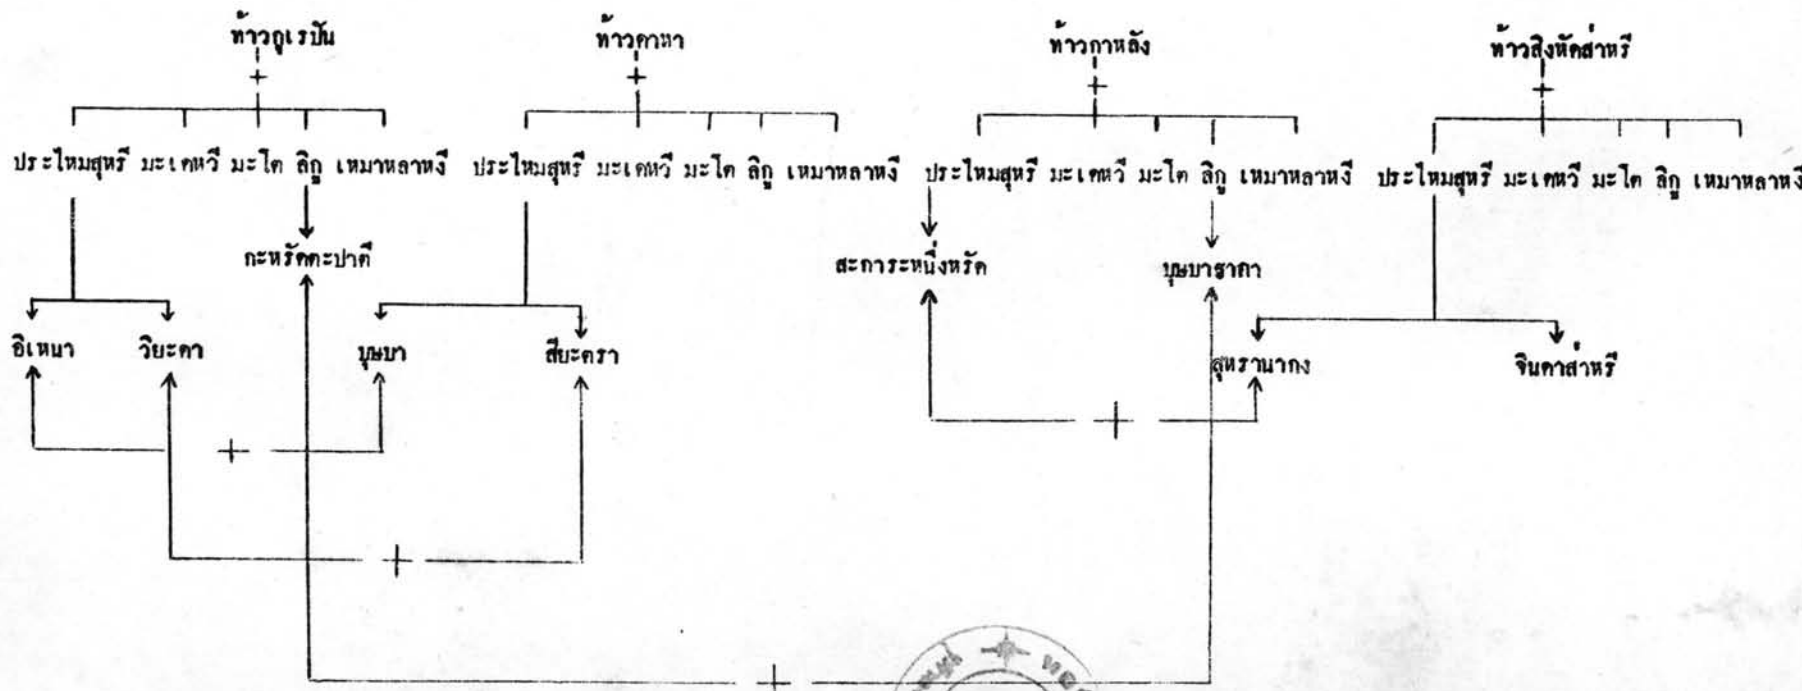 ท้าวกูเรปัน ท้าวดาหา ท้าวกาหลัง ท้าวสิงหัดส่าหรี
ประไหมสุหรี มะเดหวี มะโต ลิกู เหมาหลาหงี ประไหมสุหรี มะเดหวี มะโต ลิกู เหมาหลาหงี ประไหมสุหรี มะเดหวี มะโต ลิกู เหมาหลาหงี ประไหมสุหรี มะเดหวี มะโต ลิกู เหมาหลาหงี
กะหรัดตะปาตี สะการะหนึ่งหรัด บุษบารากา
อิเหนา วิยะดา บุษบา สียะตรา สุหรานากง จินดาส่าหรี